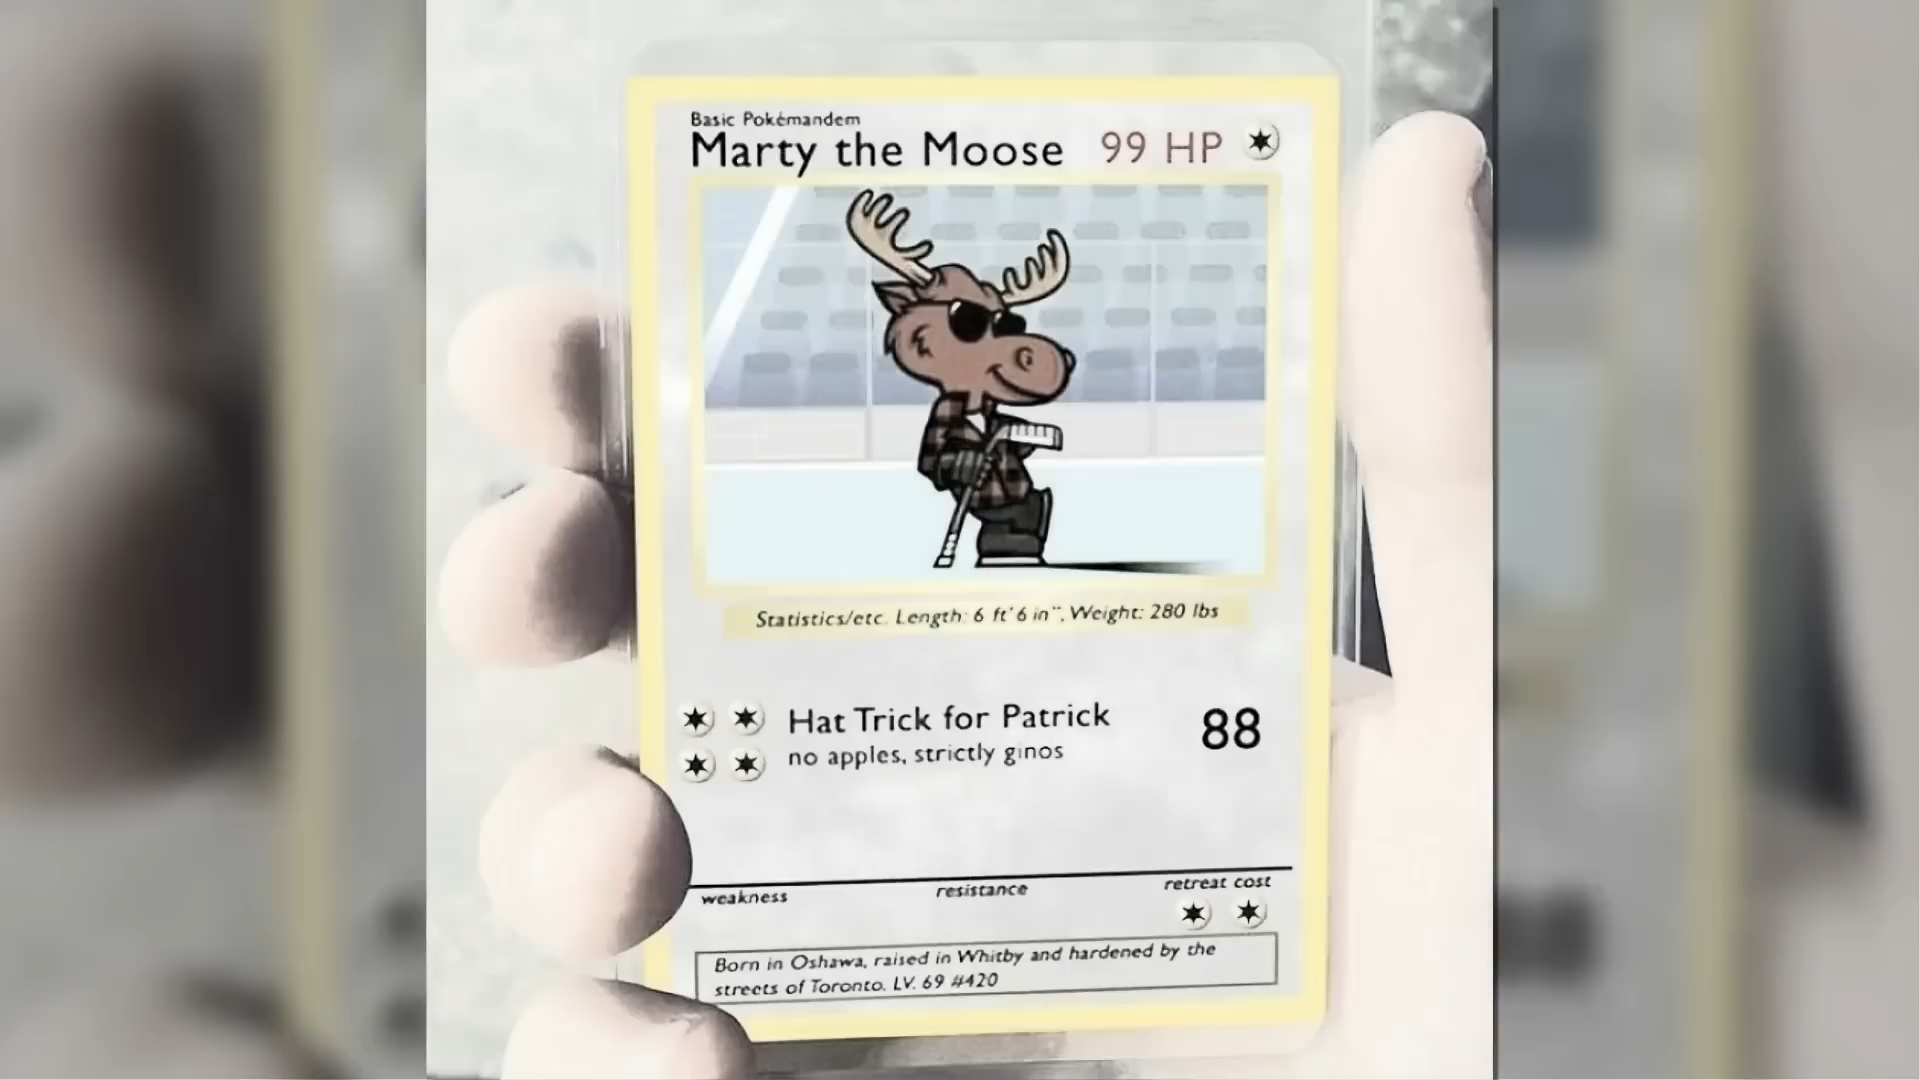 Basic Pokémandem
Marty the Moose 99 HP
Statistics/etc. Length: 6 ft' 6 in", Weight: 280 lbs
Hat Trick for Patrick 88
no apples, strictly ginos
weakness resistance retreat cost
Born in Oshawa, raised in Whitby and hardened by the
streets of Toronto. LV. 69 #420